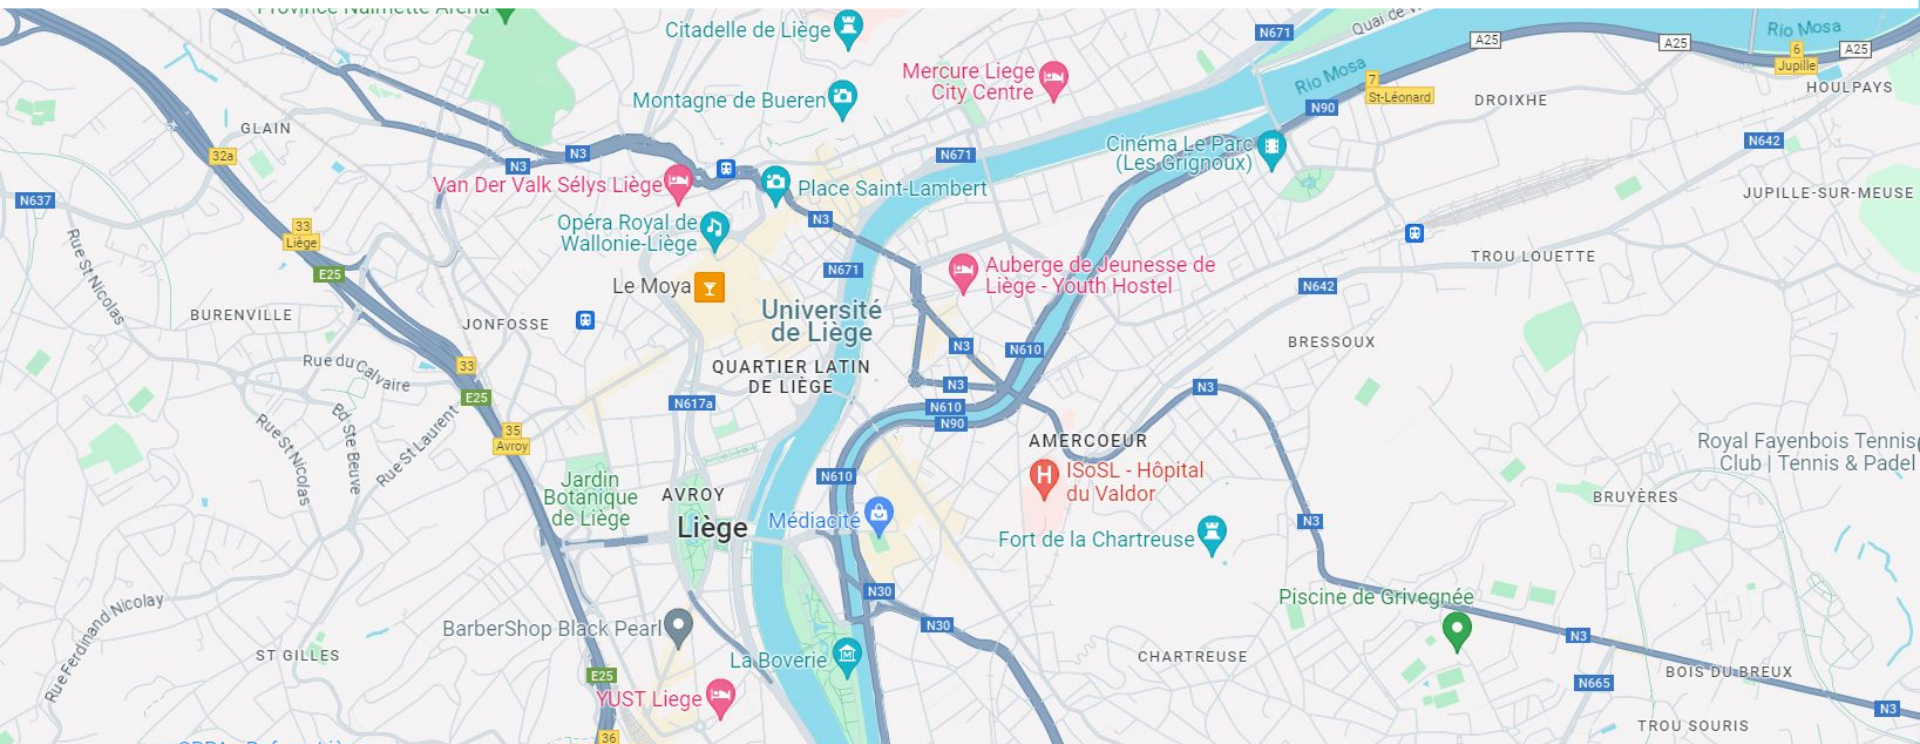 Province Naimette Arena
Citadelle de Liège
N671
Quai de
A25
A25
Rio Mosa
6
Jupille
A25
Mercure Liege
City Centre
Rio Mosa
7
St-Léonard
N90
DROIXHE
HOULPAYS
Montagne de Bueren
GLAIN
32a
N3
N3
N671
Cinéma Le Parc
(Les Grignoux)
N642
N637
Van Der Valk Sélys Liège
Place Saint-Lambert
JUPILLE-SUR-MEUSE
33
Liège
Opéra Royal de
Wallonie-Liège
N3
Rue St Nicolas
E25
N671
Auberge de Jeunesse de
Liège - Youth Hostel
TROU LOUETTE
Le Moya
N642
BURENVILLE
JONFOSSE
Université
de Liège
N3
N610
BRESSOUX
Rue du Calvaire
33
QUARTIER LATIN
DE LIÈGE
N3
N3
E25
N617a
N610
N90
Rue St Nicolas
Bd Ste Beuve
Rue St Laurent
35
Avroy
AMERCOEUR
Royal Fayenbois Tennis
Club | Tennis & Padel
Jardin
Botanique
de Liège
AVROY
N610
ISoSL - Hôpital
du Valdor
BRUYÈRES
Liège
Médiacité
N3
Fort de la Chartreuse
Rue Ferdinand Nicolay
N30
Piscine de Grivegnée
BarberShop Black Pearl
N30
N3
ST GILLES
La Boverie
CHARTREUSE
BOIS DU BREUX
E25
YUST Liege
N665
N3
TROU SOURIS
36